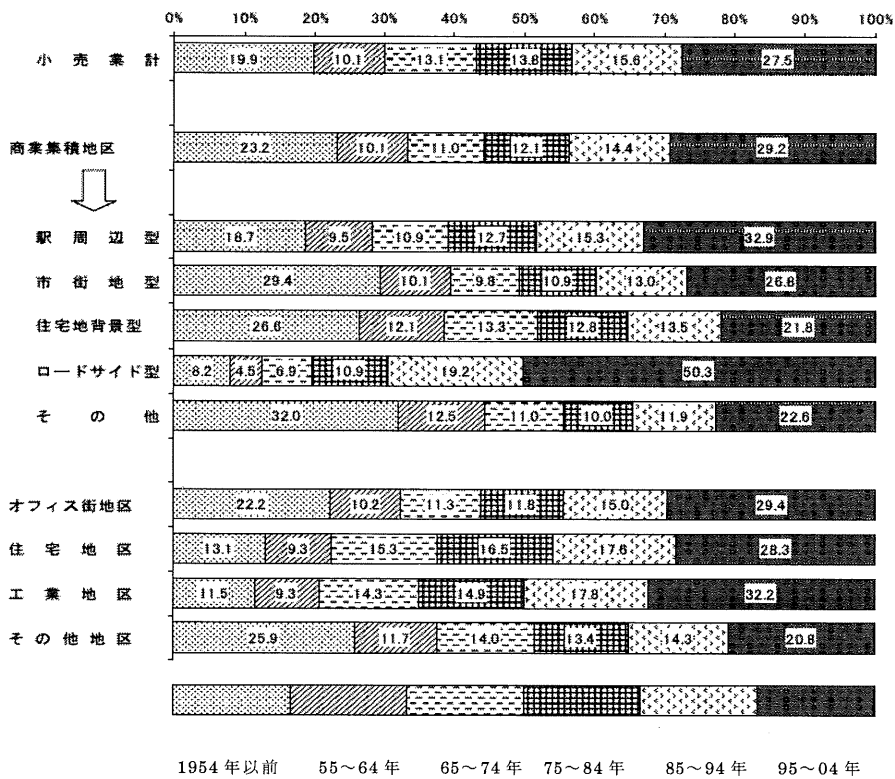 0% 10% 20% 30% 40% 50% 60% 70% 80% 90% 100%
小売業計 19.9 10.1 13.1 13.8 15.6 27.5
商業集積地区 23.2 10.1 11.0 12.1 14.4 29.2
駅周辺型 18.7 9.5 10.9 12.7 15.3 32.9
市街地型 29.4 10.1 9.8 10.9 13.0 26.8
住宅地背景型 26.6 12.1 13.3 12.8 13.5 21.8
ロードサイド型 8.2 4.5 6.9 10.9 19.2 50.3
その他 32.0 12.5 11.0 10.0 11.9 22.6
オフィス街地区 22.2 10.2 11.3 11.8 15.0 29.4
住宅地区 13.1 9.3 15.3 16.5 17.6 28.3
工業地区 11.5 9.3 14.3 14.9 17.8 32.2
その他地区 25.9 11.7 14.0 13.4 14.3 20.8
1954年以前 55～64年 65～74年 75～84年 85～94年 95～04年